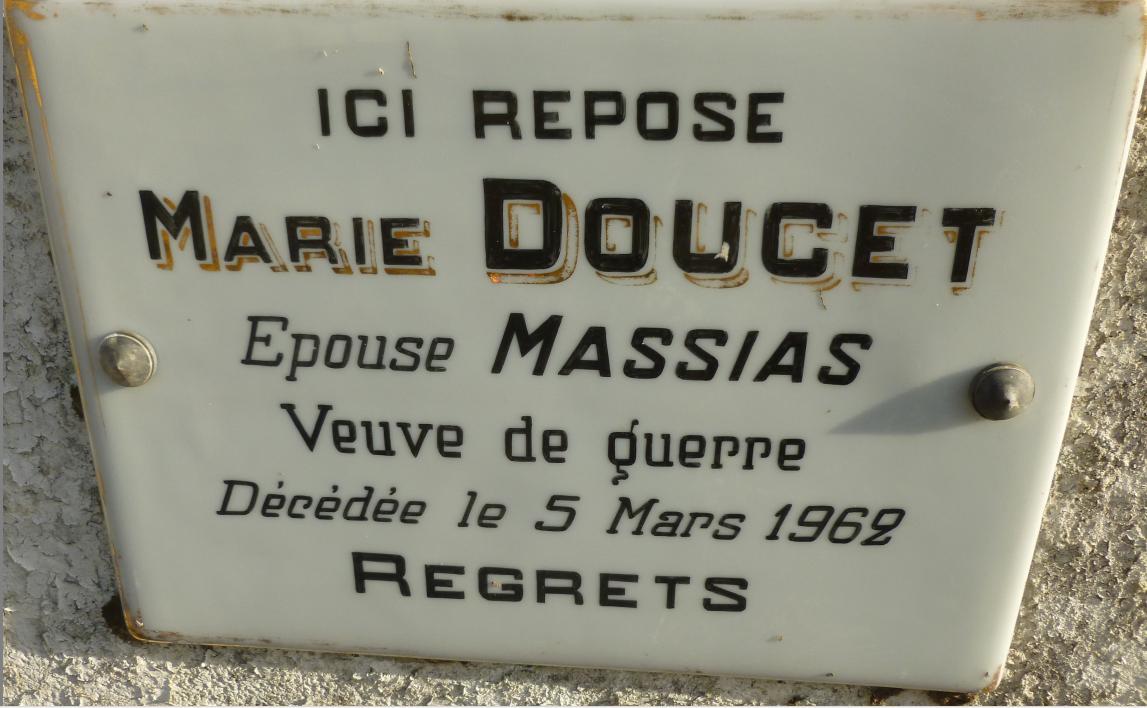 ICI REPOSE
MARIE DOUCET
Epouse MASSIAS
Veuve de guerre
Décédée le 5 Mars 1962
REGRETS